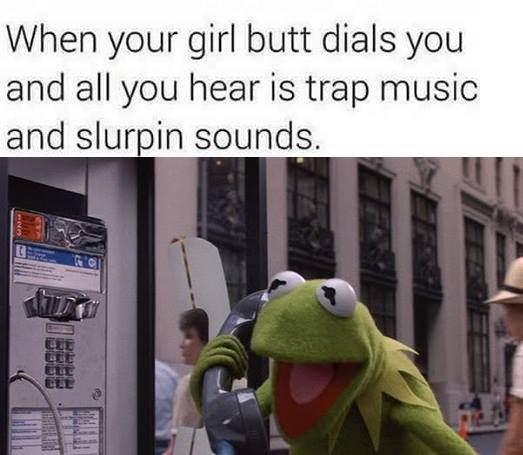 When your girl butt dials you
and all you hear is trap music
and slurpin sounds.